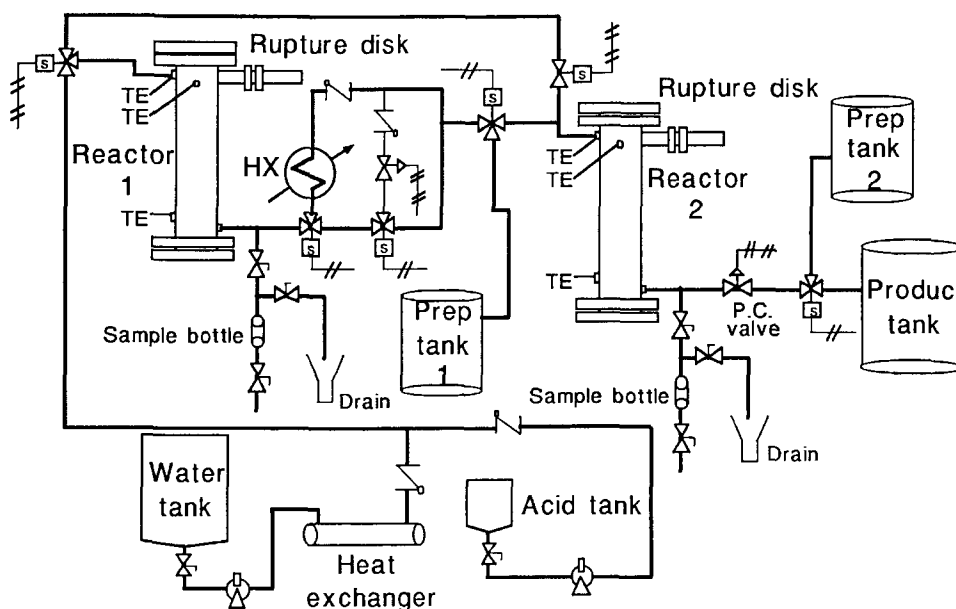 Rupture disk
S
TE
TE
Reactor
1
TE
HX
S
S
S
S
Rupture disk
TE
TE
Reactor
2
TE
Prep
tank
2
P.C.
valve
S
Produc
tank
Prep
tank
1
Sample bottle
Drain
Sample bottle
Drain
Water
tank
Heat
exchanger
Acid tank